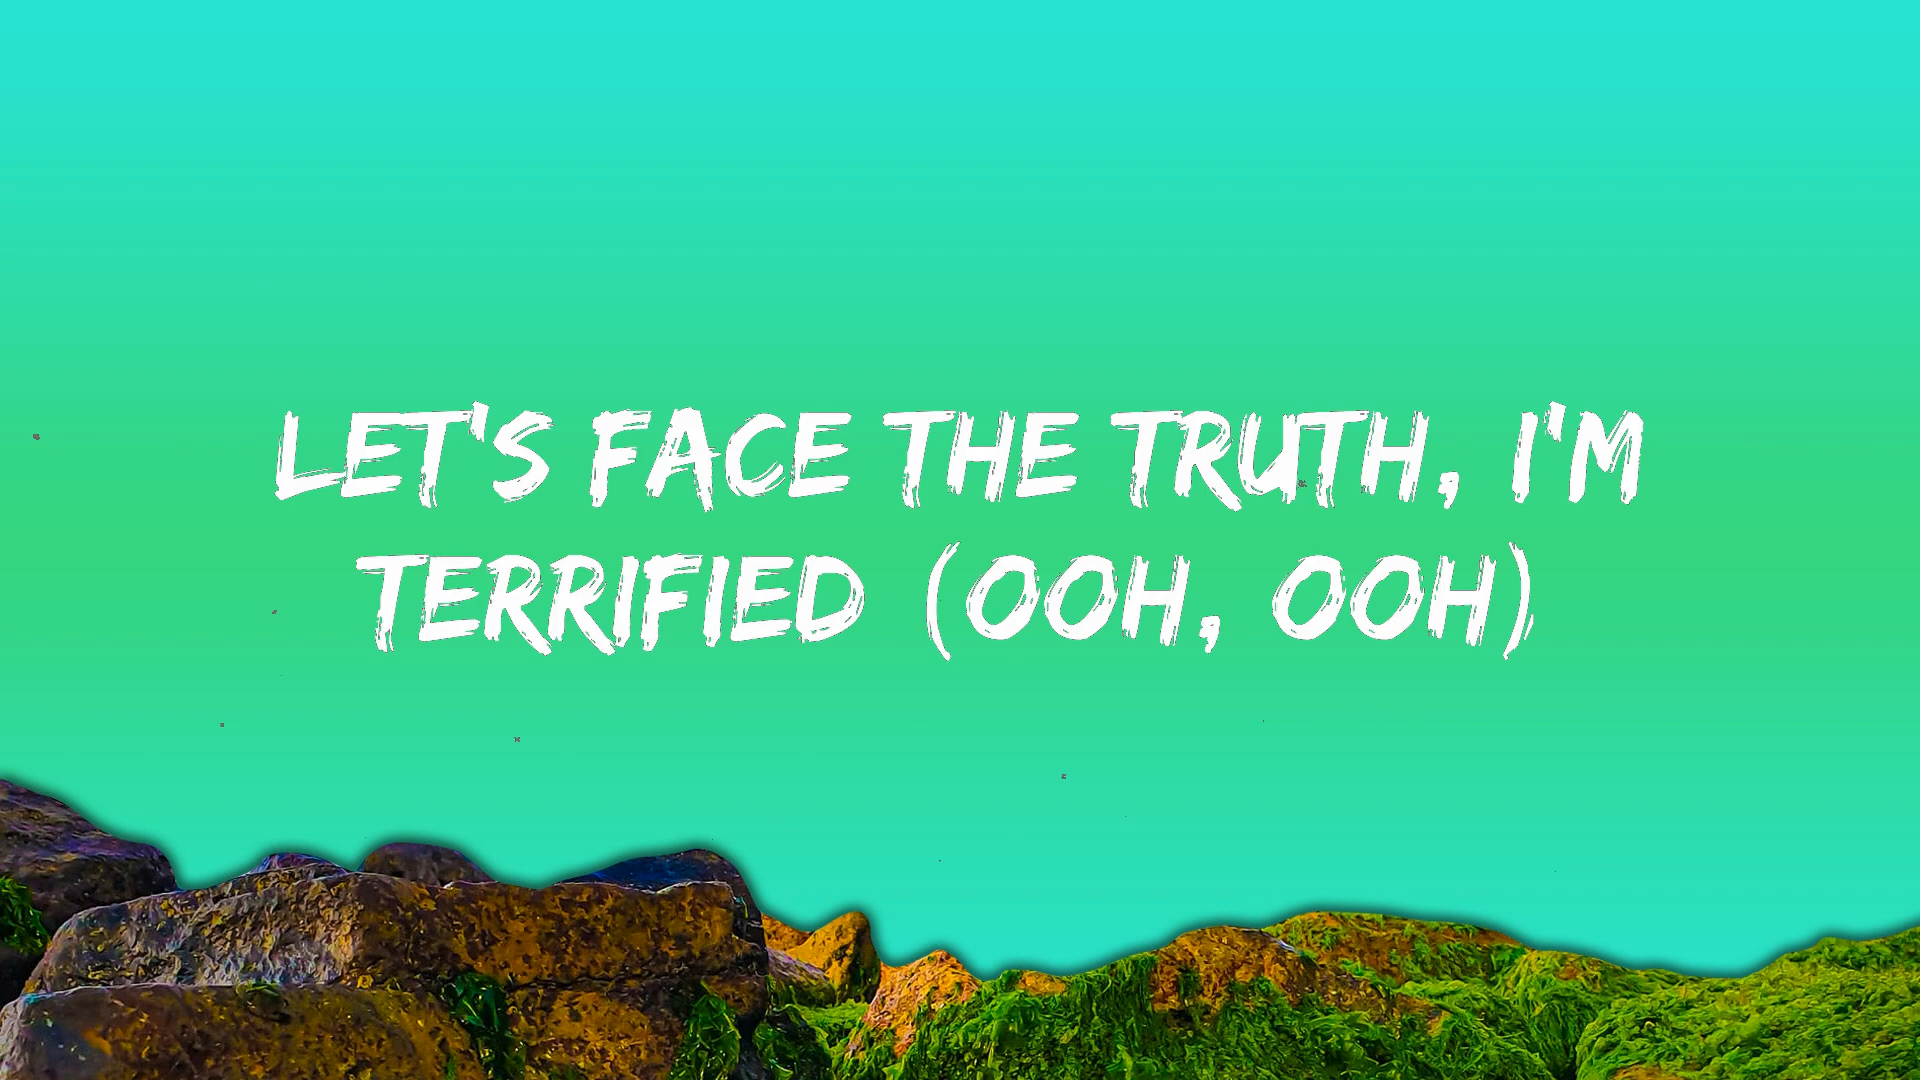 LET'S FACE THE TRUTH, I'M
TERRIFIED (OOH, OOH)